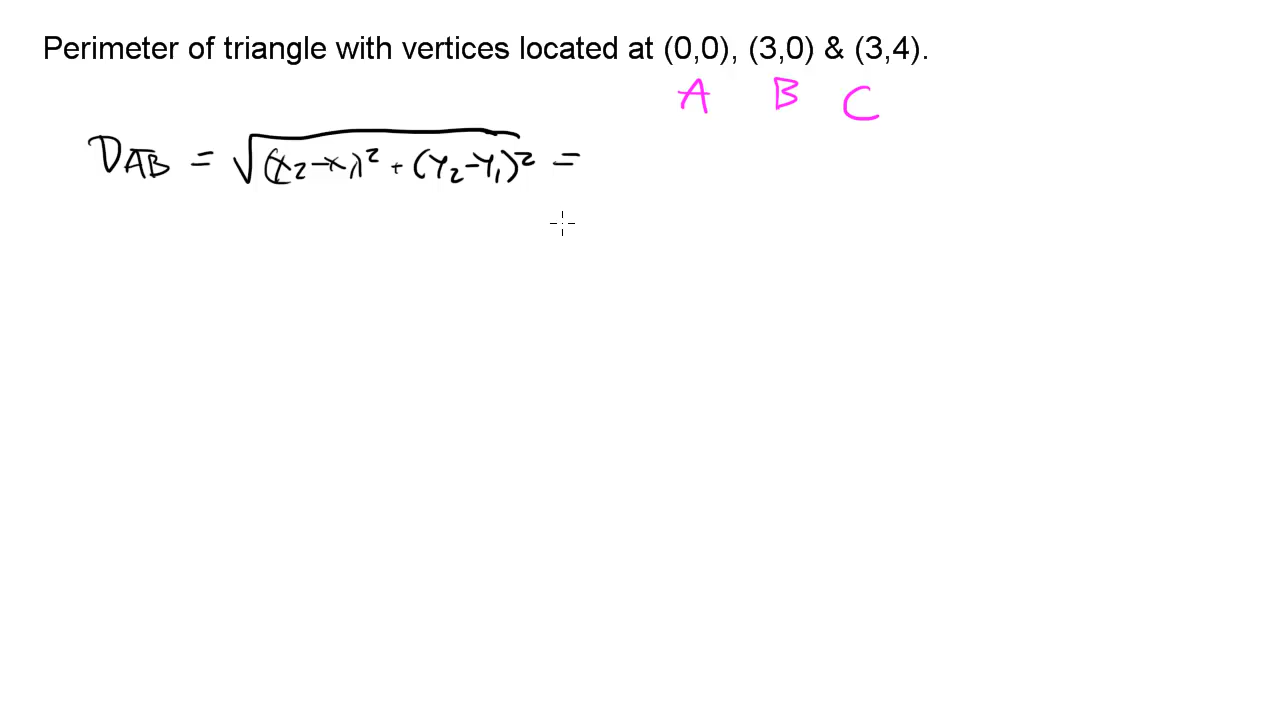 Perimeter of triangle with vertices located at (0,0), (3,0) & (3,4).
A B C
D_AB = √((x₂-x₁)² + (y₂-y₁)²) =